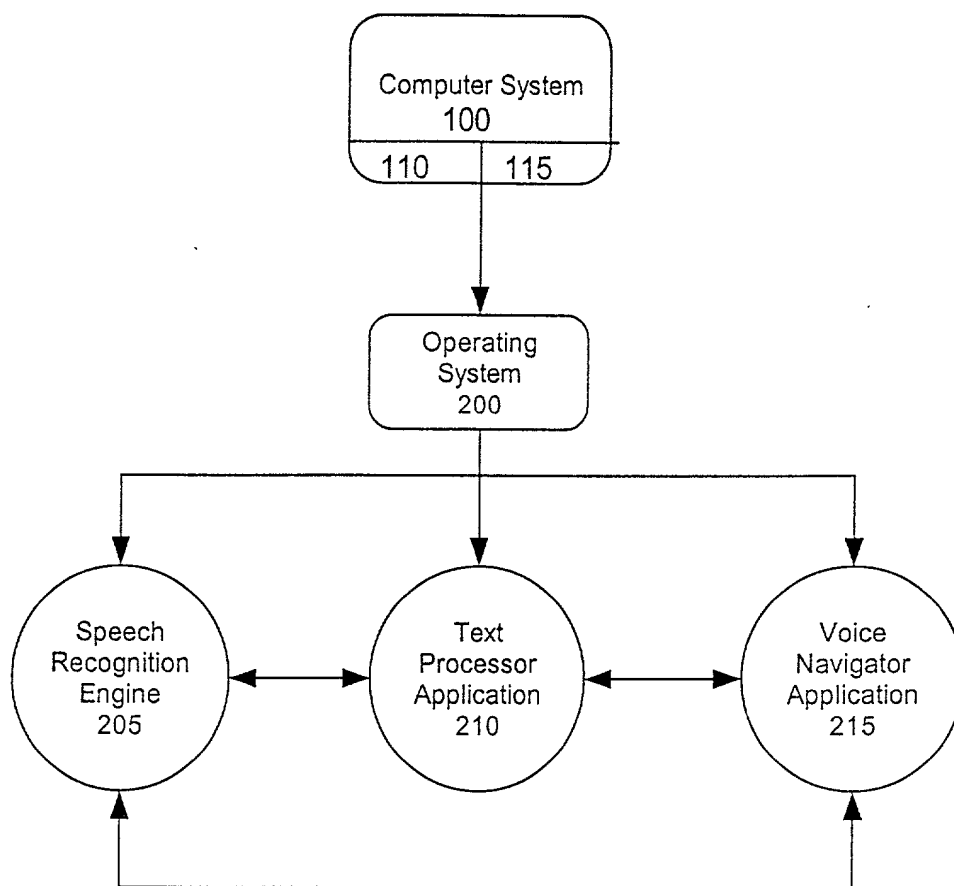 Computer System
100
110
115
Operating
System
200
Speech
Recognition
Engine
205
Text
Processor
Application
210
Voice
Navigator
Application
215